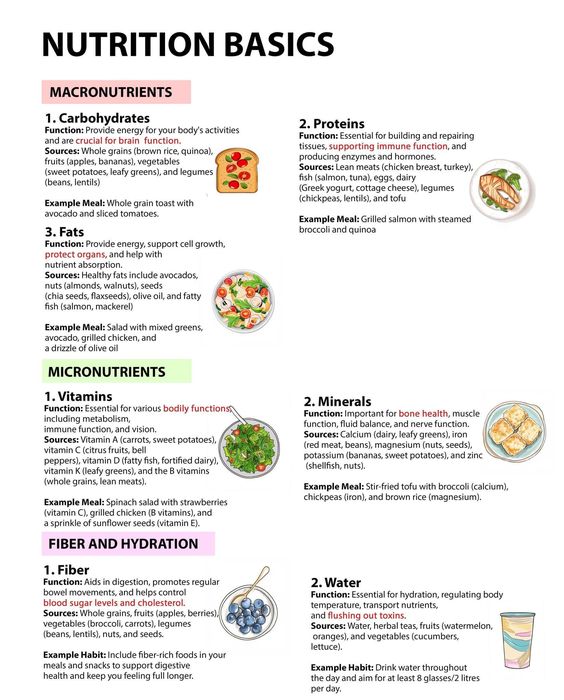 NUTRITION BASICS
MACRONUTRIENTS
1. Carbohydrates
Function: Provide energy for your body's activities
and are crucial for brain function.
Sources: Whole grains (brown rice, quinoa),
fruits (apples, bananas), vegetables
(sweet potatoes, leafy greens), and legumes
(beans, lentils)
Example Meal: Whole grain toast with
avocado and sliced tomatoes.
2. Proteins
Function: Essential for building and repairing
tissues, supporting immune function, and
producing enzymes and hormones.
Sources: Lean meats (chicken breast, turkey),
fish (salmon, tuna), eggs, dairy
(Greek yogurt, cottage cheese), legumes
(chickpeas, lentils), and tofu
Example Meal: Grilled salmon with steamed
broccoli and quinoa
3. Fats
Function: Provide energy, support cell growth,
protect organs, and help with
nutrient absorption.
Sources: Healthy fats include avocados,
nuts (almonds, walnuts), seeds
(chia seeds, flaxseeds), olive oil, and fatty
fish (salmon, mackerel)
Example Meal: Salad with mixed greens,
avocado, grilled chicken, and
a drizzle of olive oil
MICRONUTRIENTS
1. Vitamins
Function: Essential for various bodily functions,
including metabolism,
immune function, and vision.
Sources: Vitamin A (carrots, sweet potatoes),
vitamin C (citrus fruits, bell
peppers), vitamin D (fatty fish, fortified dairy),
vitamin K (leafy greens), and the B vitamins
(whole grains, lean meats).
Example Meal: Spinach salad with strawberries
(vitamin C), grilled chicken (B vitamins), and
a sprinkle of sunflower seeds (vitamin E).
2. Minerals
Function: Important for bone health, muscle
function, fluid balance, and nerve function.
Sources: Calcium (dairy, leafy greens), iron
(red meat, beans), magnesium (nuts, seeds),
potassium (bananas, sweet potatoes), and zinc
(shellfish, nuts).
Example Meal: Stir-fried tofu with broccoli (calcium),
chickpeas (iron), and brown rice (magnesium).
FIBER AND HYDRATION
1. Fiber
Function: Aids in digestion, promotes regular
bowel movements, and helps control
blood sugar levels and cholesterol.
Sources: Whole grains, fruits (apples, berries),
vegetables (broccoli, carrots), legumes
(beans, lentils), nuts, and seeds.
Example Habit: Include fiber-rich foods in your
meals and snacks to support digestive
health and keep you feeling full longer.
2. Water
Function: Essential for hydration, regulating body
temperature, transport nutrients,
and flushing out toxins.
Sources: Water, herbal teas, fruits (watermelon,
oranges), and vegetables (cucumbers,
lettuce).
Example Habit: Drink water throughout
the day and aim for at least 8 glasses/2 litres
per day.